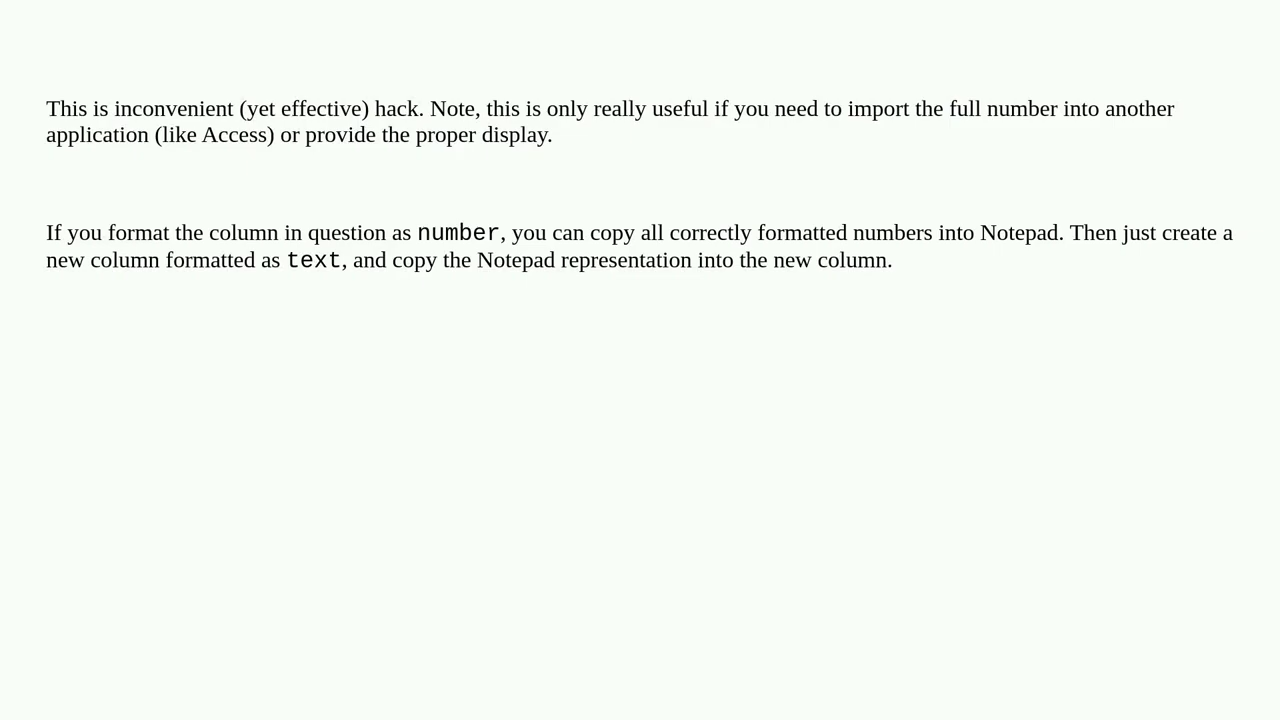 This is inconvenient (yet effective) hack. Note, this is only really useful if you need to import the full number into another
application (like Access) or provide the proper display.
If you format the column in question as number, you can copy all correctly formatted numbers into Notepad. Then just create a
new column formatted as text, and copy the Notepad representation into the new column.